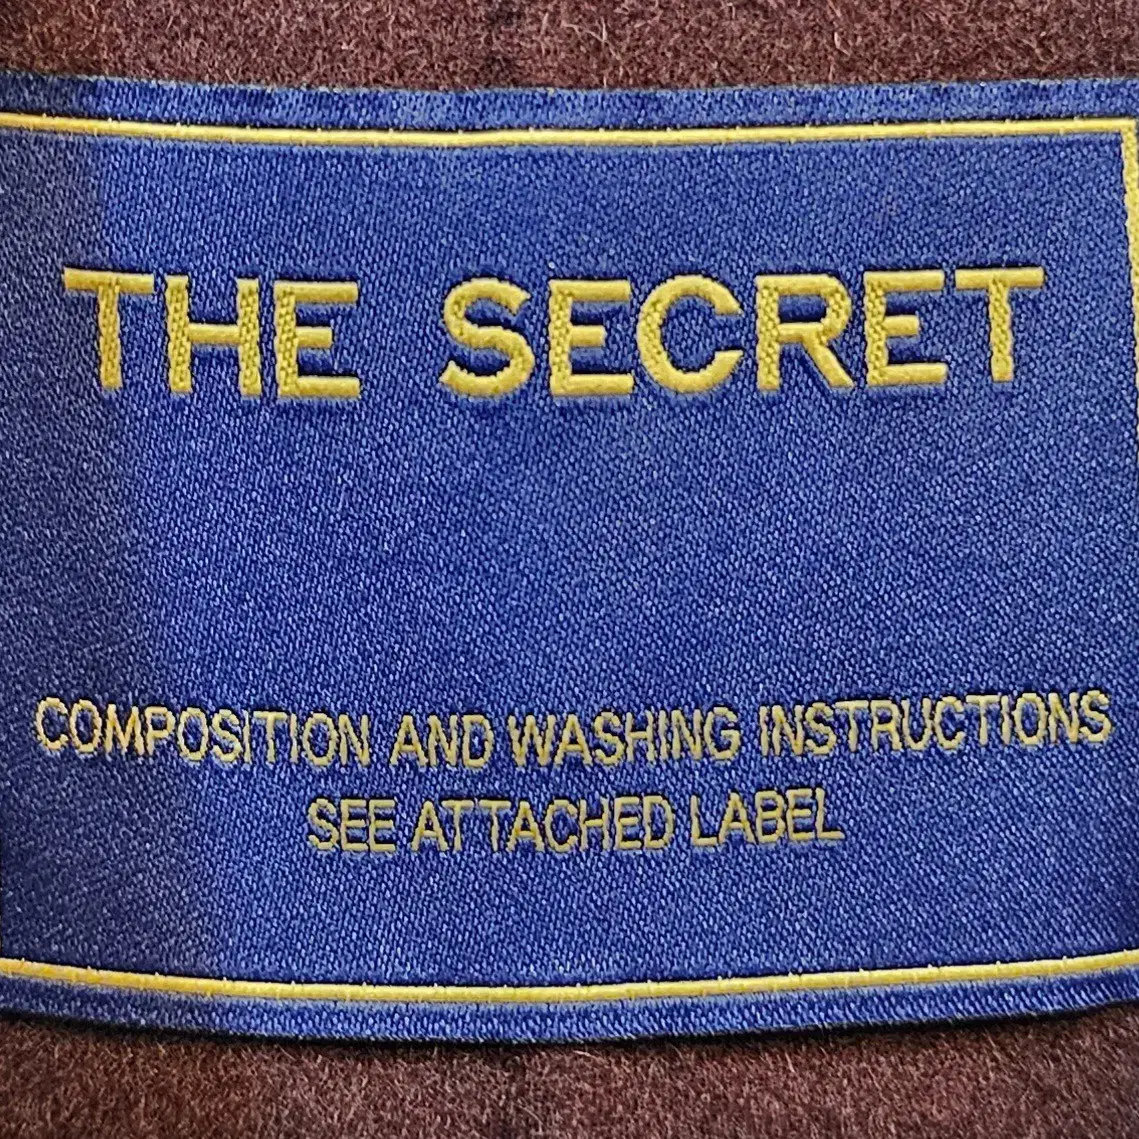 THE SECRET
COMPOSITION AND WASHING INSTRUCTIONS
SEE ATTACHED LABEL